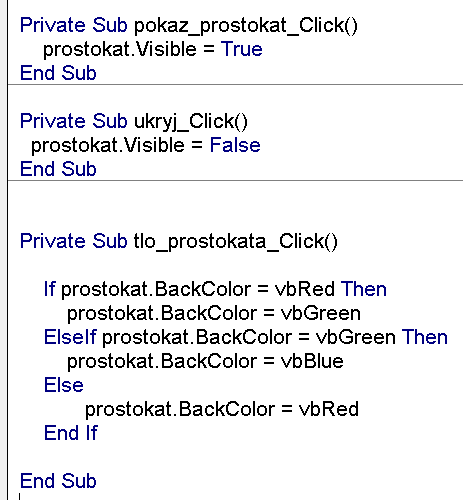 Private Sub pokaz_prostokat_Click()
prostokat.Visible = True
End Sub
Private Sub ukryj_Click()
prostokat.Visible = False
End Sub
Private Sub tlo_prostokata_Click()
If prostokat.BackColor = vbRed Then
prostokat.BackColor = vbGreen
ElseIf prostokat.BackColor = vbGreen Then
prostokat.BackColor = vbBlue
Else
prostokat.BackColor = vbRed
End If
End Sub